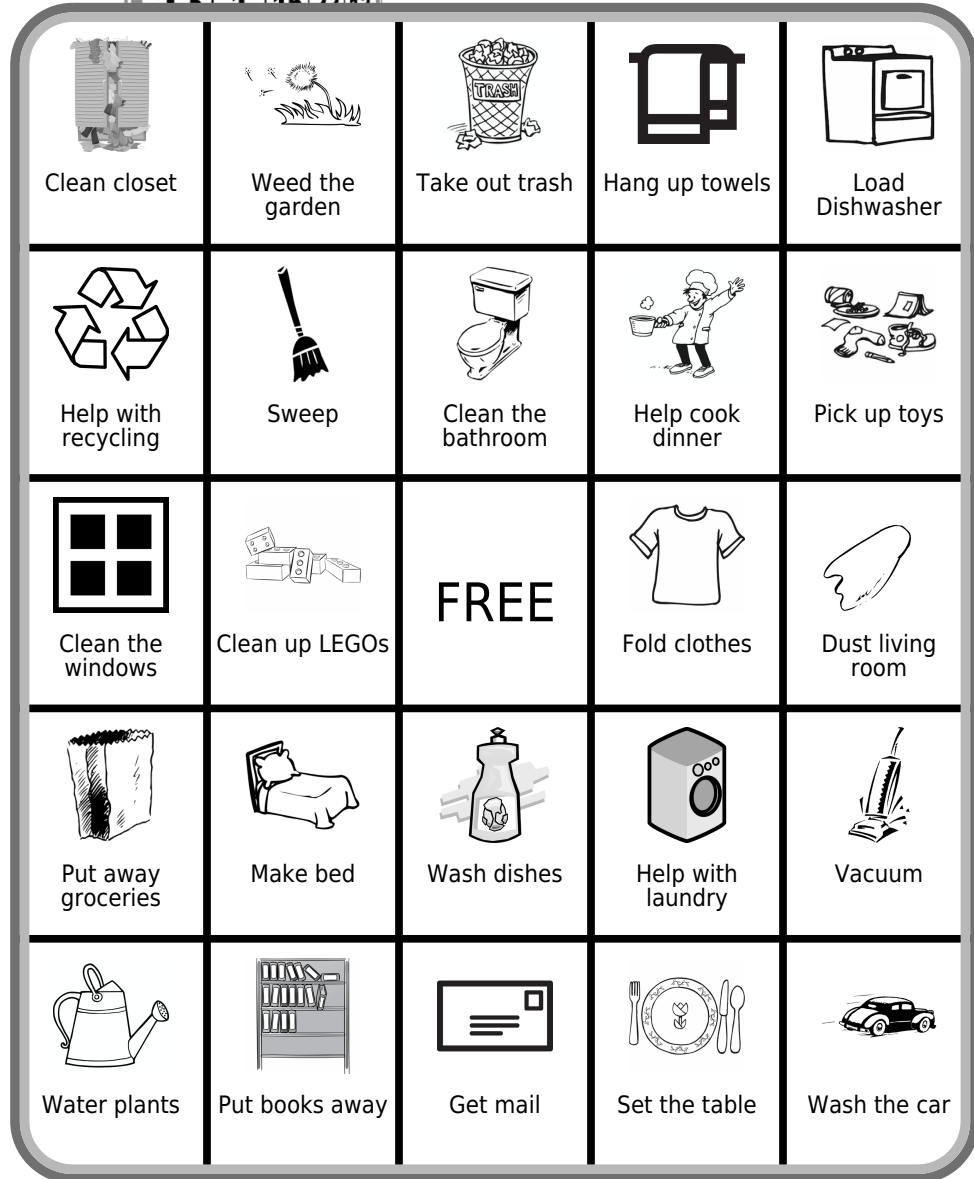 TRASH
Clean closet
Weed the
garden
Take out trash
Hang up towels
Load
Dishwasher
Help with
recycling
Sweep
Clean the
bathroom
Help cook
dinner
Pick up toys
Clean the
windows
Clean up LEGOs
FREE
Fold clothes
Dust living
room
Put away
groceries
Make bed
Wash dishes
Help with
laundry
Vacuum
Water plants
Put books away
Get mail
Set the table
Wash the car